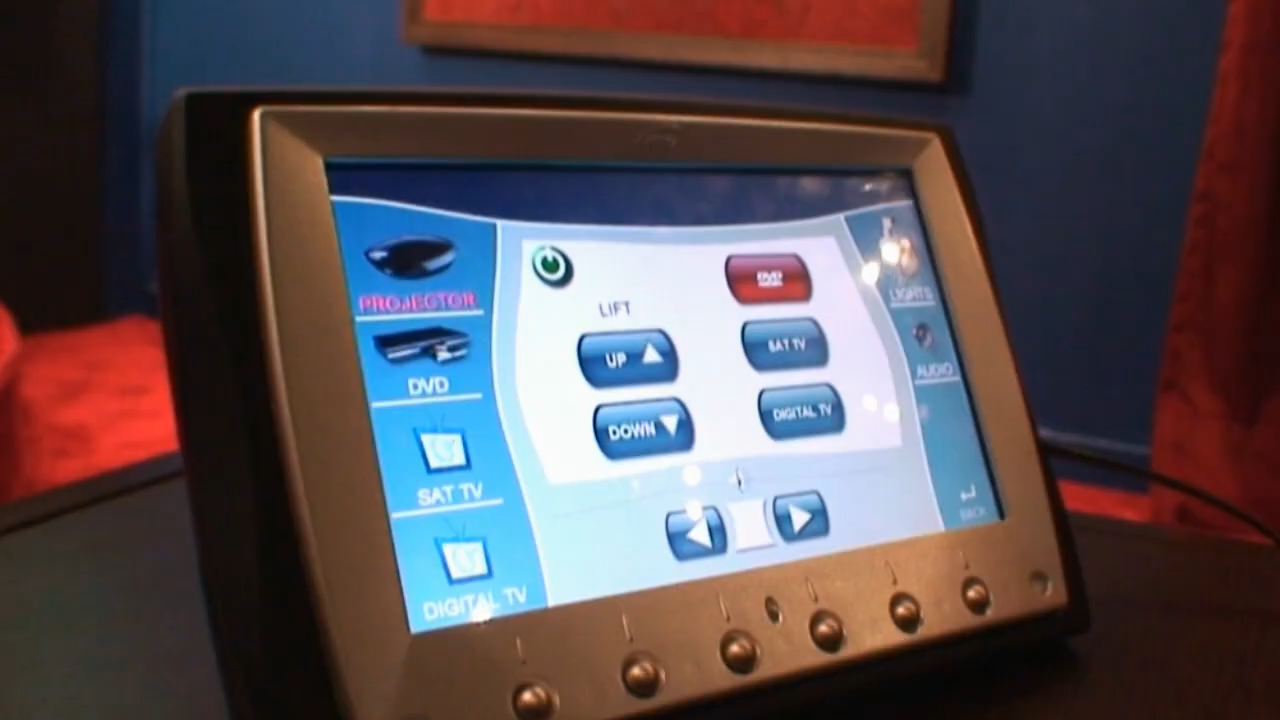 PROJECTOR
DVD
SAT TV
DIGITAL TV
LIFT
UP
DOWN
DVD
SAT TV
DIGITAL TV
LIGHTS
AUDIO
BACK